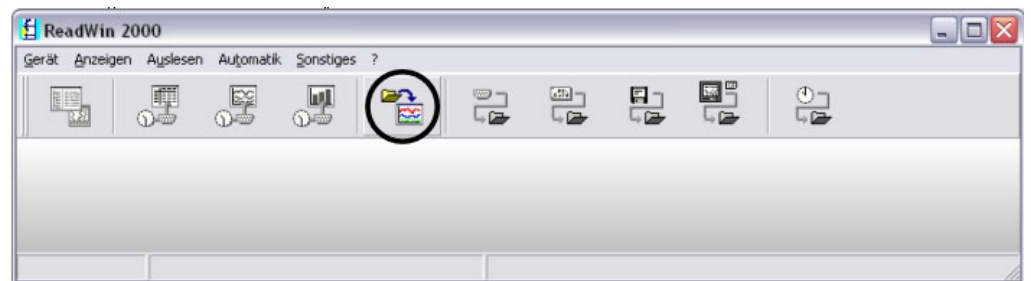 ReadWin 2000
Gerät Anzeigen Auslesen Automatik Sonstiges ?